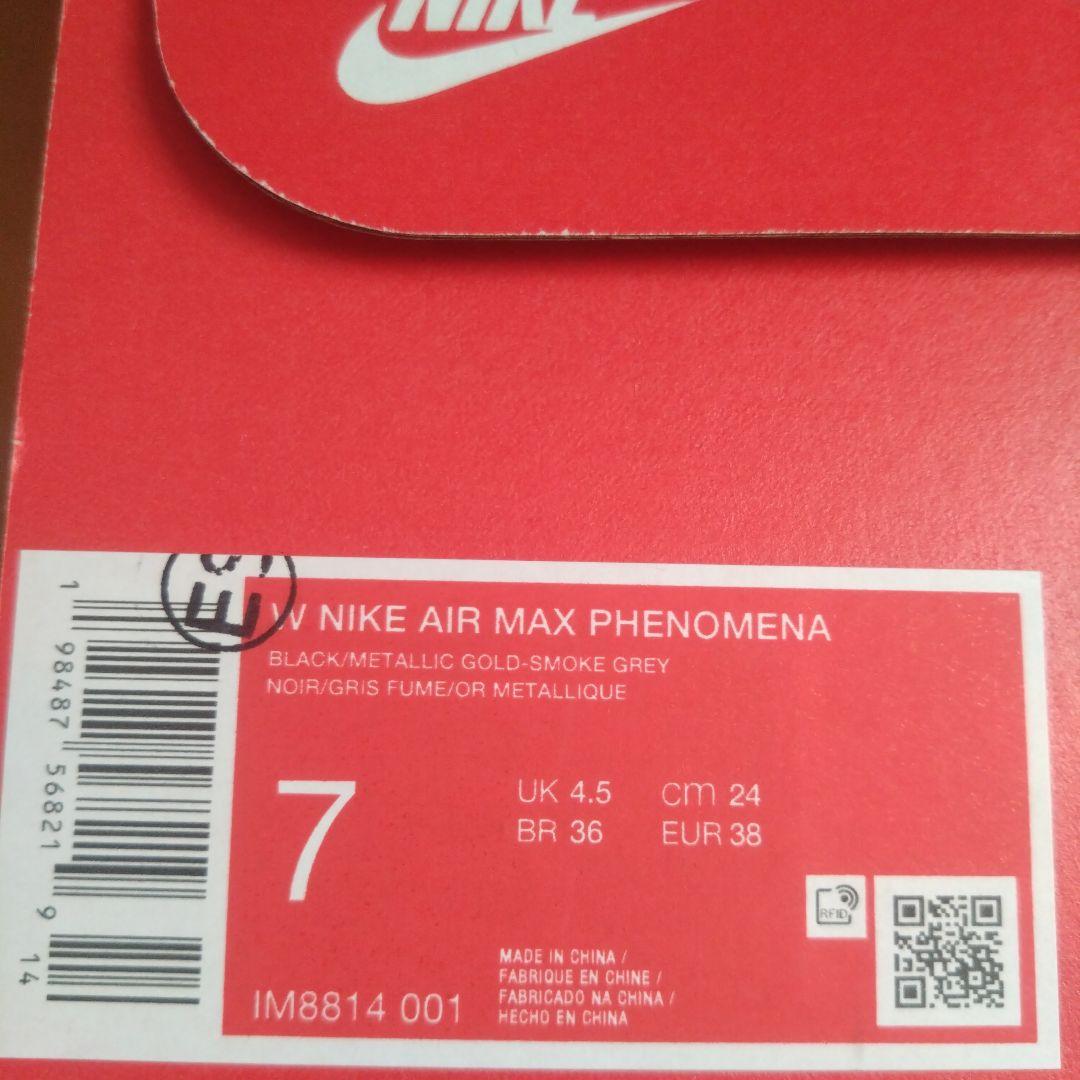 NIKE
ES
W NIKE AIR MAX PHENOMENA
BLACK/METALLIC GOLD-SMOKE GREY
NOIR/GRIS FUME/OR METALLIQUE
7
UK 4.5 cm 24
BR 36 EUR 38
RFID
MADE IN CHINA /
FABRIQUE EN CHINE /
FABRICADO NA CHINA /
HECHO EN CHINA
IM8814 001
1 98487 56821 9 14